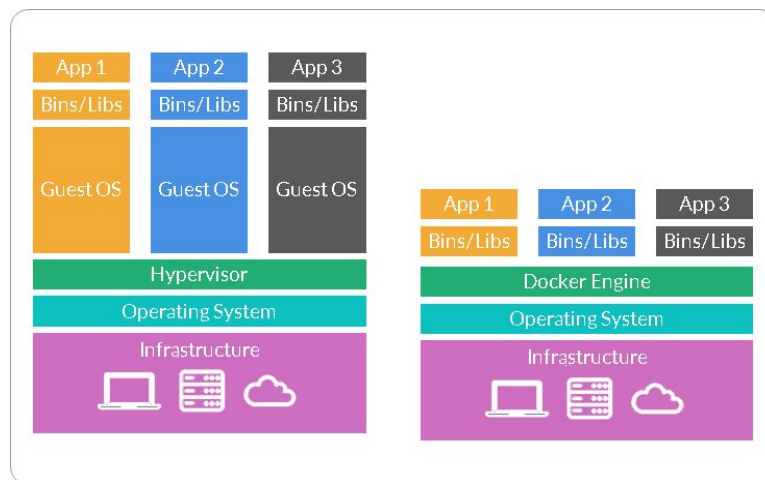 App 1
App 2
App 3
Bins/Libs
Bins/Libs
Bins/Libs
Guest OS
Guest OS
Guest OS
Hypervisor
Operating System
Infrastructure
App 1
App 2
App 3
Bins/Libs
Bins/Libs
Bins/Libs
Docker Engine
Operating System
Infrastructure